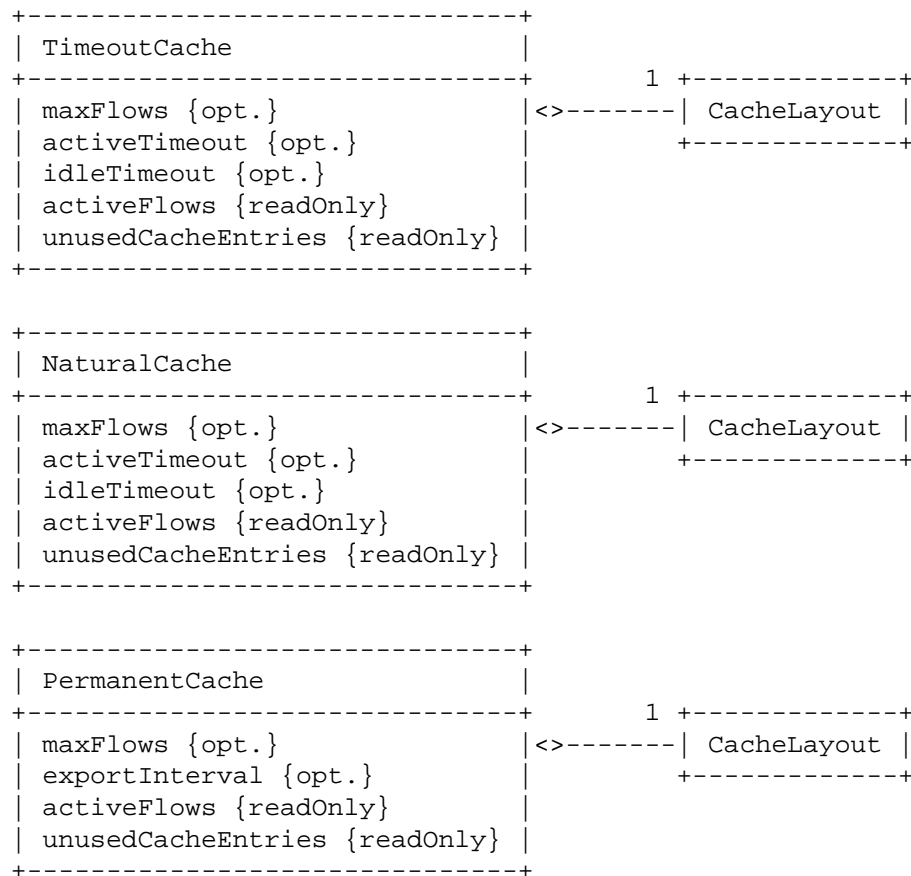 TimeoutCache
1
maxFlows {opt.} <>-------| CacheLayout
activeTimeout {opt.}
idleTimeout {opt.}
activeFlows {readOnly}
unusedCacheEntries {readOnly}
NaturalCache
1
maxFlows {opt.} <>-------| CacheLayout
activeTimeout {opt.}
idleTimeout {opt.}
activeFlows {readOnly}
unusedCacheEntries {readOnly}
PermanentCache
1
maxFlows {opt.} <>-------| CacheLayout
exportInterval {opt.}
activeFlows {readOnly}
unusedCacheEntries {readOnly}